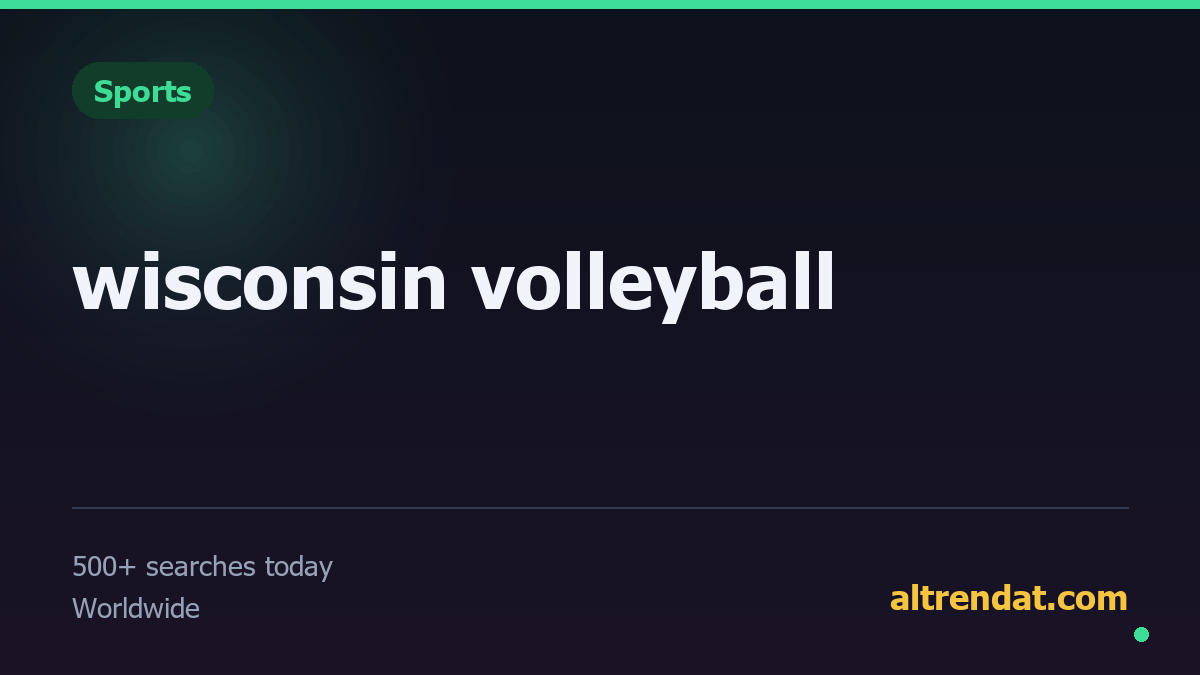 Sports
wisconsin volleyball
500+ searches today
Worldwide
altrendat.com